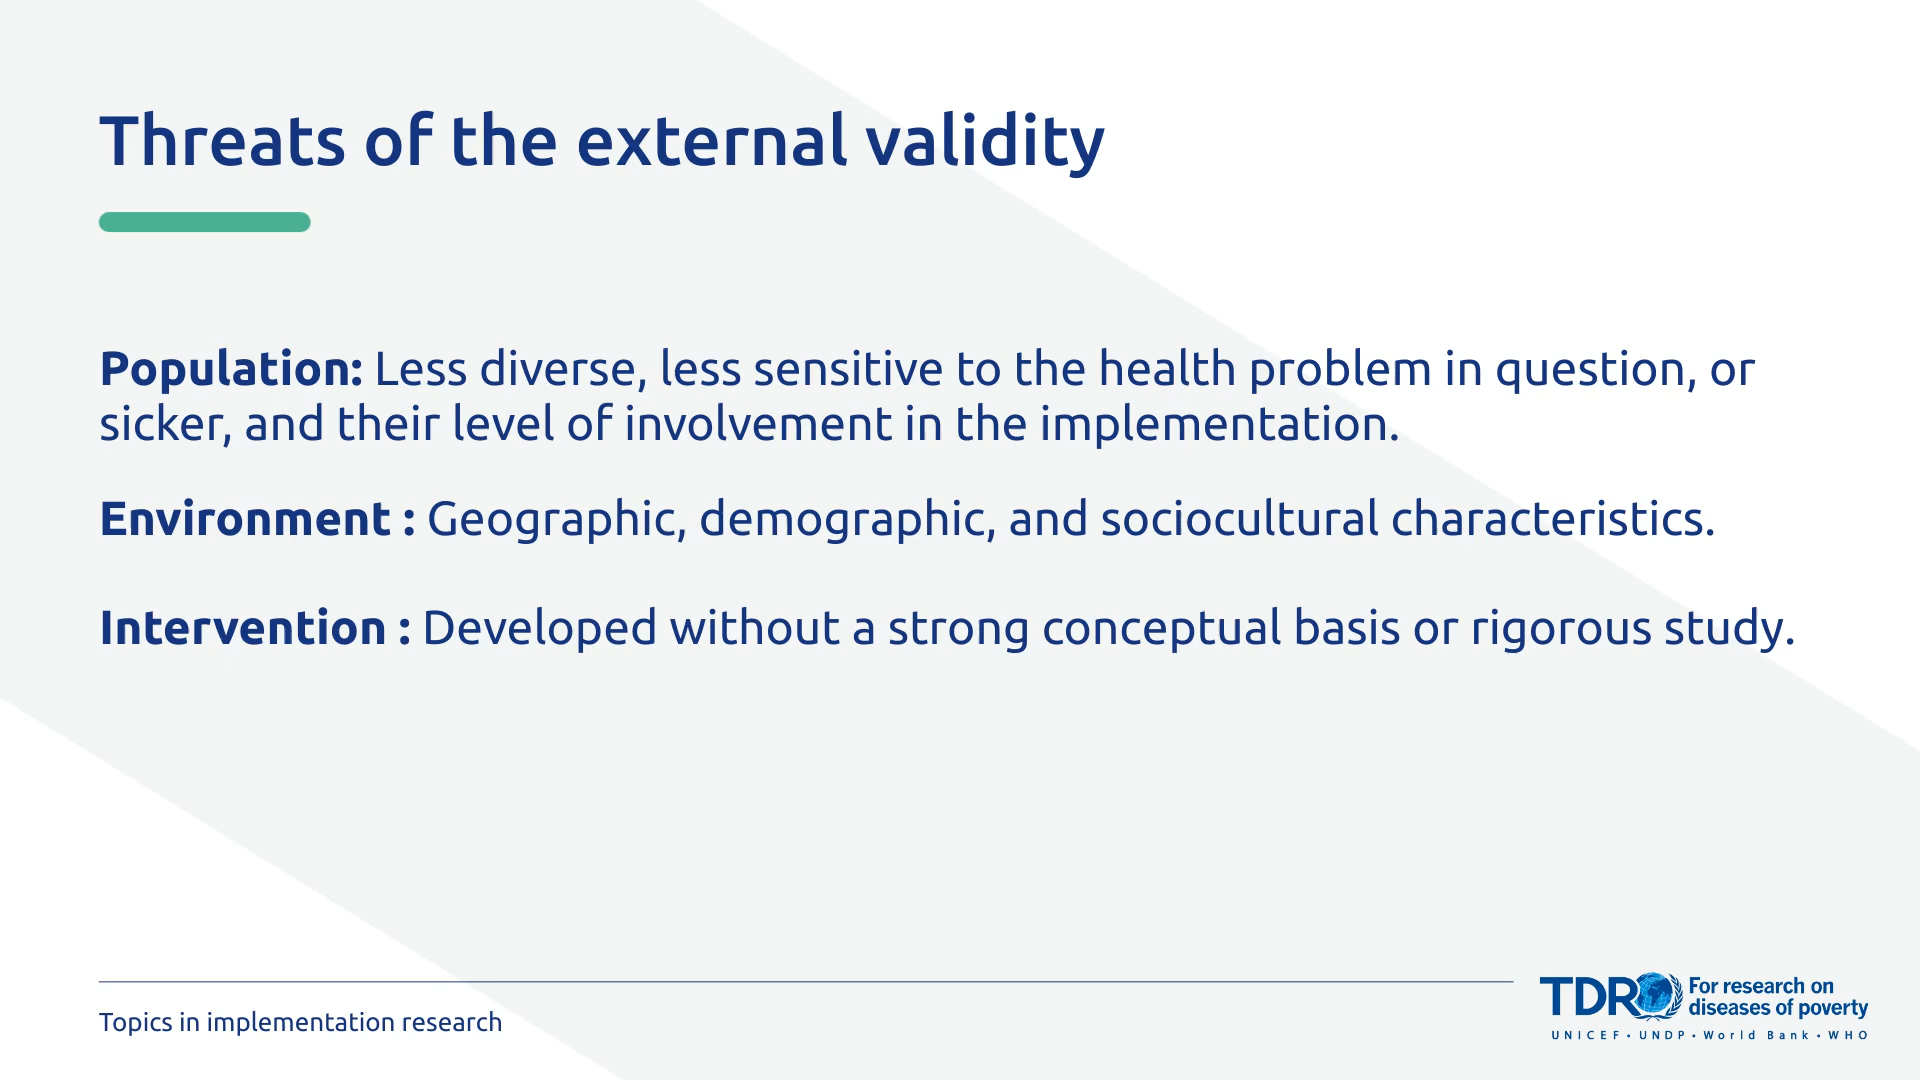 Threats of the external validity
Population: Less diverse, less sensitive to the health problem in question, or
sicker, and their level of involvement in the implementation.
Environment : Geographic, demographic, and sociocultural characteristics.
Intervention : Developed without a strong conceptual basis or rigorous study.
Topics in implementation research
TDR For research on
diseases of poverty
UNICEF • UNDP • World Bank • WHO